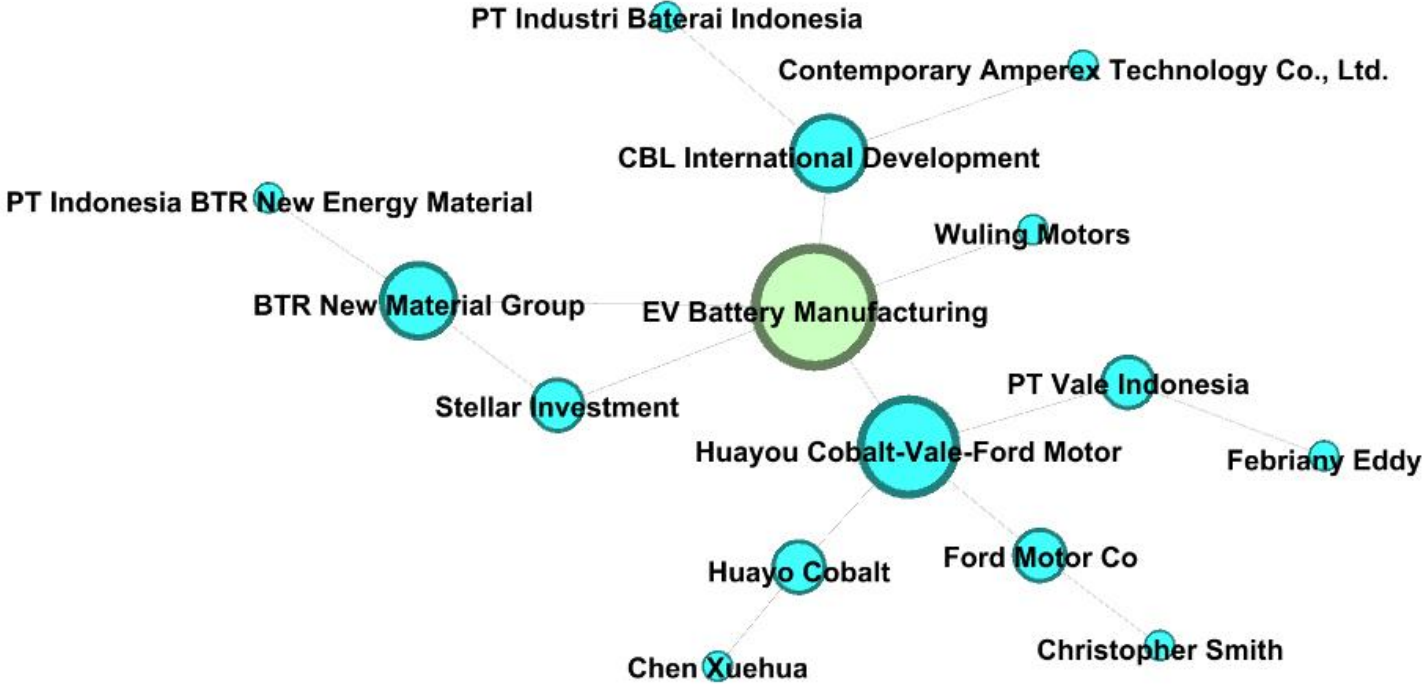 PT Industri Baterai Indonesia
Contemporary Amperex Technology Co., Ltd.
CBL International Development
PT Indonesia BTR New Energy Material
Wuling Motors
BTR New Material Group
EV Battery Manufacturing
PT Vale Indonesia
Stellar Investment
Huayou Cobalt-Vale-Ford Motor
Febriany Eddy
Ford Motor Co
Huayo Cobalt
Christopher Smith
Chen Xuehua